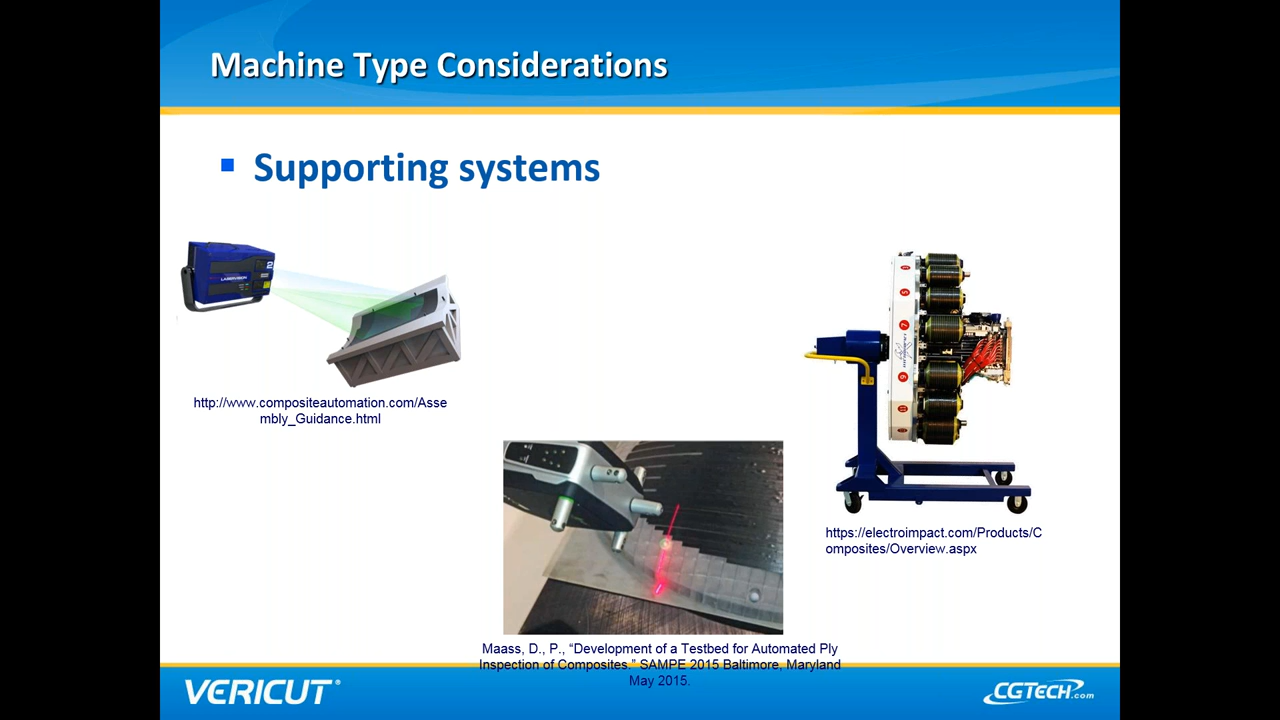 Machine Type Considerations
Supporting systems
LASERVISION
2
http://www.compositeautomation.com/Asse
mbly_Guidance.html
https://electroimpact.com/Products/C
omposites/Overview.aspx
Maass, D., P., “Development of a Testbed for Automated Ply
Inspection of Composites.” SAMPE 2015 Baltimore, Maryland
May 2015.
VERICUT®
CGTECH.com